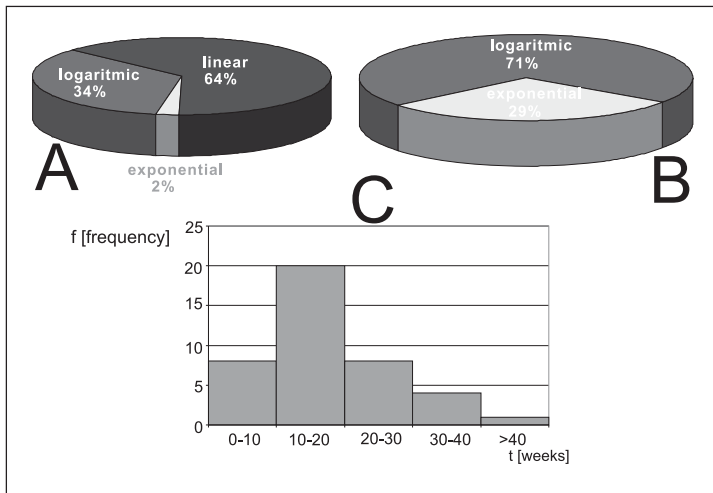 linear
64%
logaritmic
34%
exponential
2%
A
logaritmic
71%
exponential
29%
B
C
f [frequency]
25
20
15
10
5
0
0-10 10-20 20-30 30-40 >40
t [weeks]